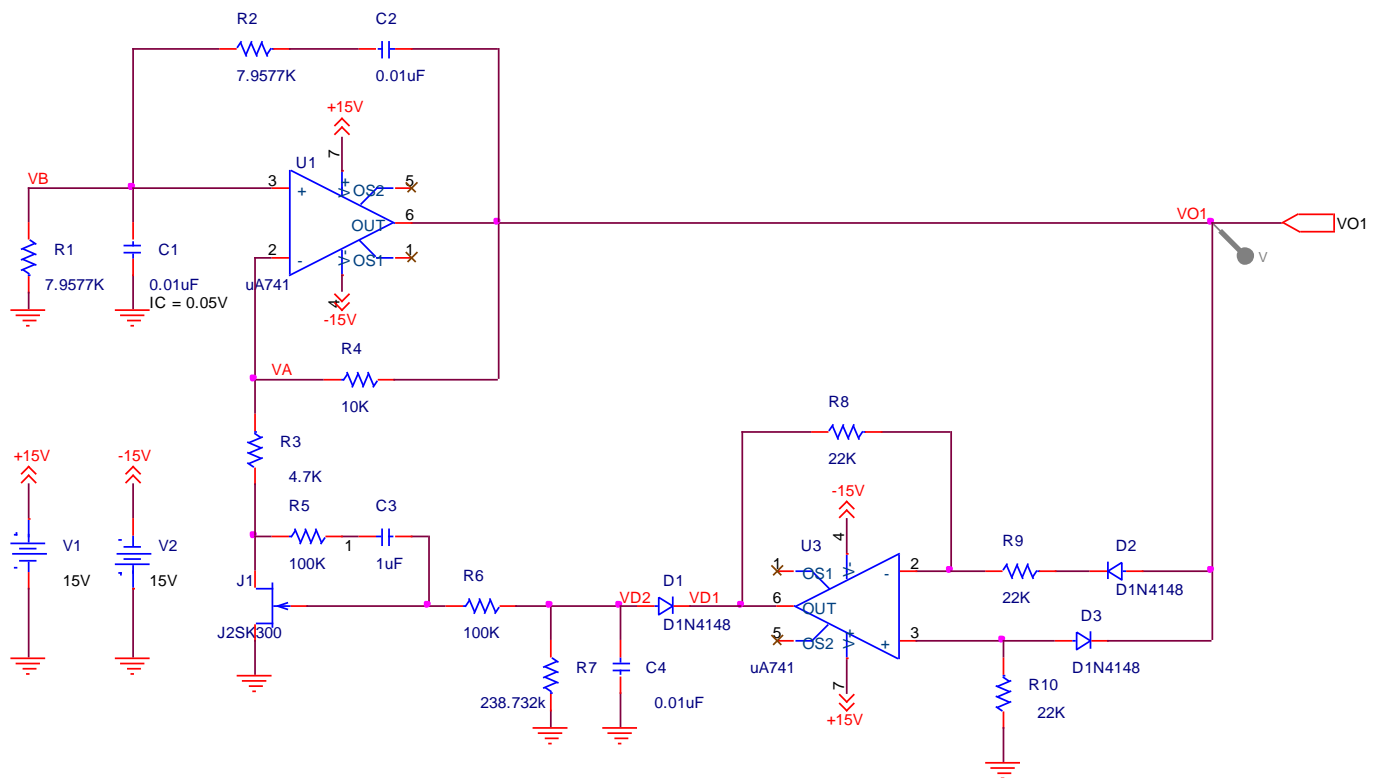 R2
C2
7.9577K
0.01uF
+15V
7
U1
VB
3
+
V+
OS2
5
OUT
6
VO1
VO1
V
R1
C1
2
-
V-
OS1
1
7.9577K
0.01uF
IC = 0.05V
uA741
4
-15V
R4
VA
10K
R8
22K
R3
4.7K
+15V
-15V
-15V
4
R5
C3
1
100K
1uF
V1
V2
15V
15V
U3
1
OS1
V-
-
2
R9
D2
22K
D1N4148
J1
J2SK300
R6
100K
VD2
D1
VD1
D1N4148
6
OUT
5
OS2
V+
+
3
D3
D1N4148
uA741
7
+15V
R7
238.732k
C4
0.01uF
R10
22K